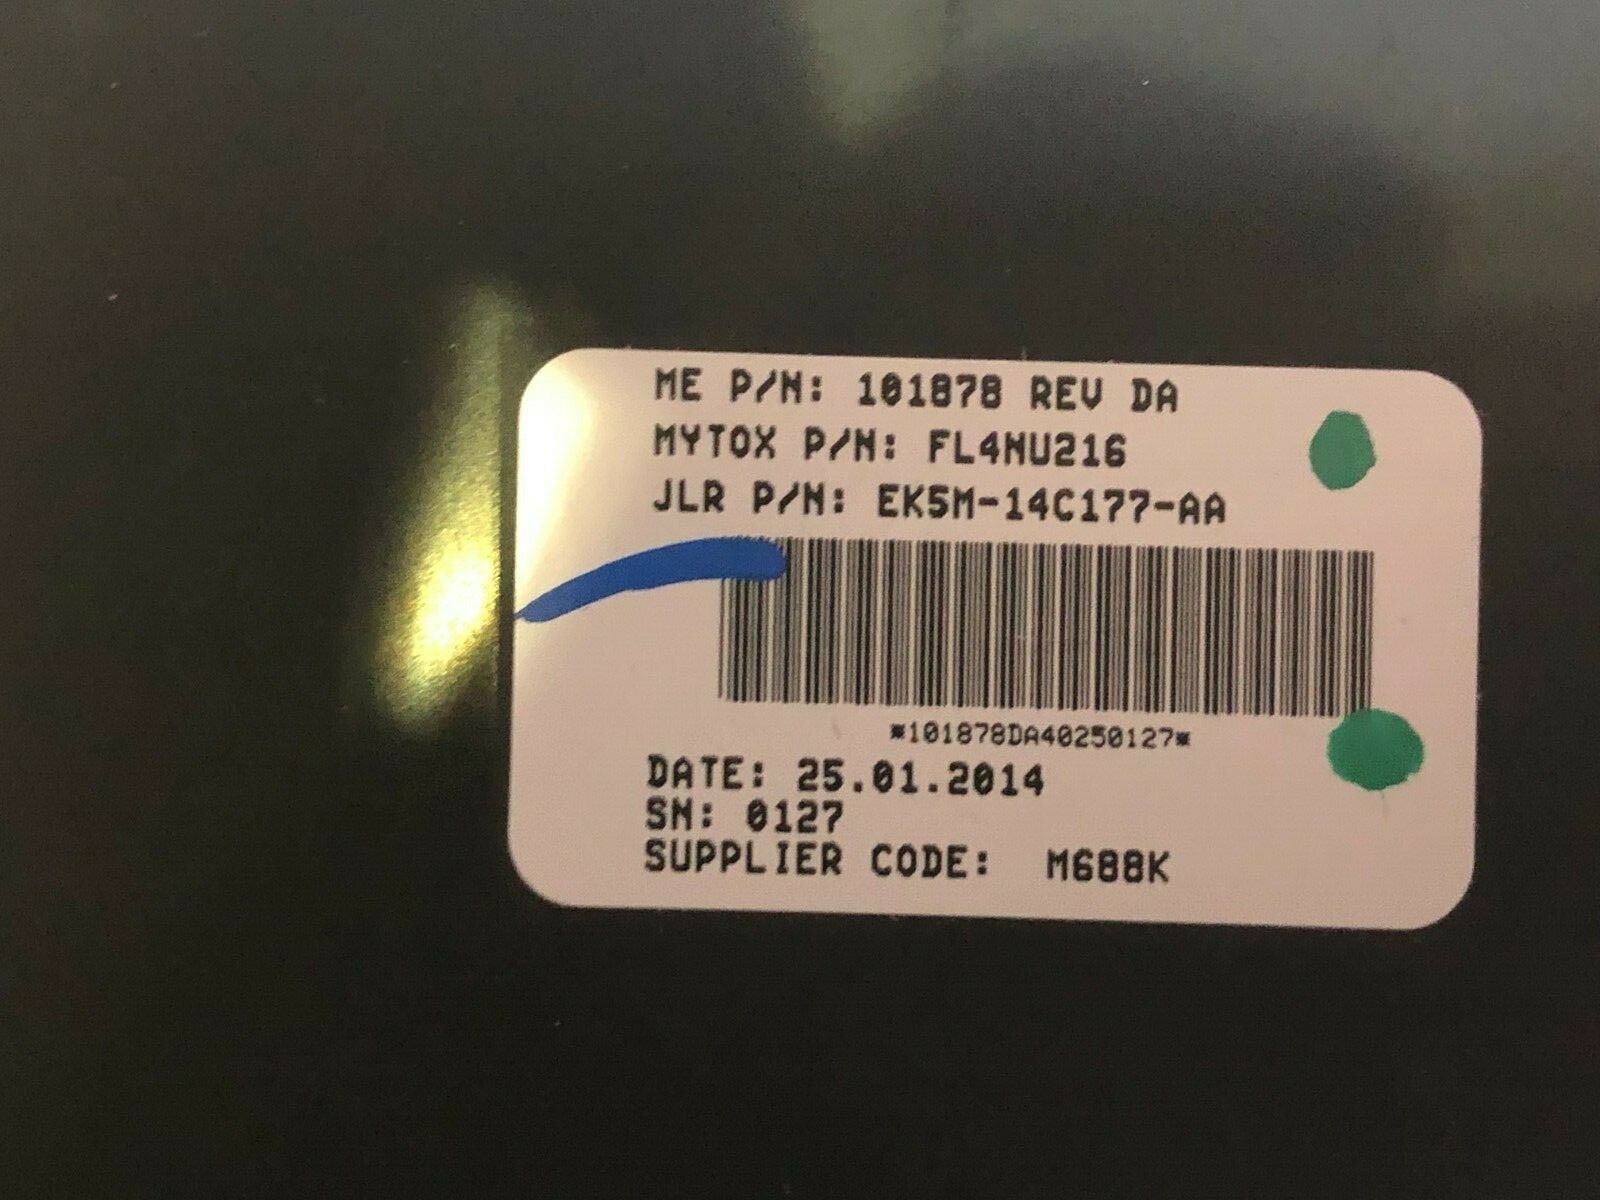 ME P/N: 101878 REV DA
MYTOX P/N: FL4NU216
JLR P/N: EK5M-14C177-AA
*101878DA40250127*
DATE: 25.01.2014
SN: 0127
SUPPLIER CODE: M688K